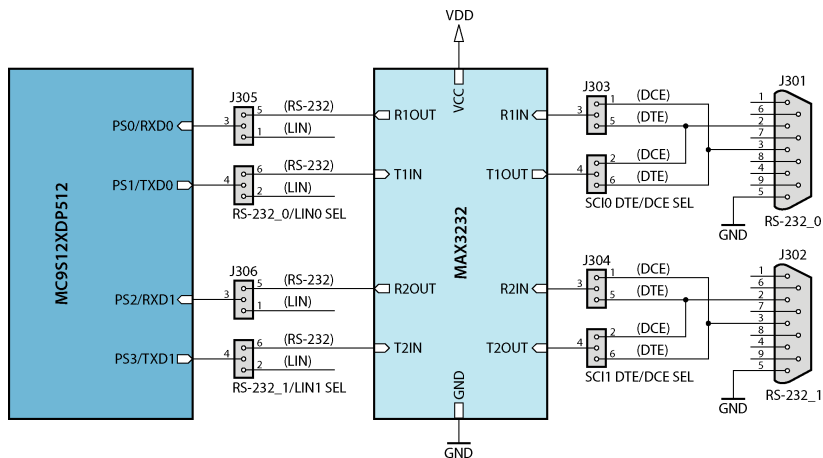 VDD
MC9S12XDP512
PS0/RXD0
PS1/TXD0
PS2/RXD1
PS3/TXD1
J305
3
5
(RS-232)
1
(LIN)
4
6
(RS-232)
2
(LIN)
RS-232_0/LIN0 SEL
J306
3
5
(RS-232)
1
(LIN)
4
6
(RS-232)
2
(LIN)
RS-232_1/LIN1 SEL
MAX3232
VCC
R1OUT
R1IN
T1IN
T1OUT
R2OUT
R2IN
T2IN
T2OUT
GND
GND
J303
3
1
(DCE)
5
(DTE)
4
2
(DCE)
6
(DTE)
SCI0 DTE/DCE SEL
J304
3
1
(DCE)
5
(DTE)
4
2
(DCE)
6
(DTE)
SCI1 DTE/DCE SEL
J301
1
6
2
7
3
8
4
9
5
GND
RS-232_0
J302
1
6
2
7
3
8
4
9
5
GND
RS-232_1